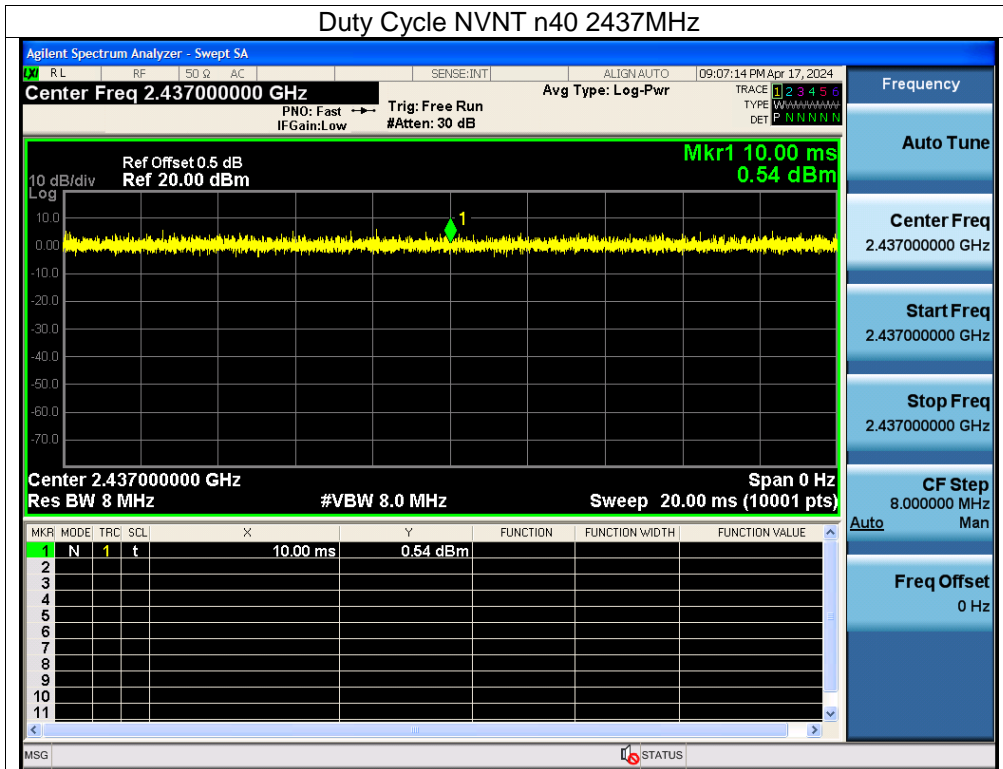 Duty Cycle NVNT n40 2437MHz
Agilent Spectrum Analyzer - Swept SA
LXI RL RF 50 Ω AC SENSE:INT ALIGN AUTO 09:07:14 PM Apr 17, 2024
Center Freq 2.437000000 GHz
PNO: Fast
IFGain:Low
Trig: Free Run
#Atten: 30 dB
Avg Type: Log-Pwr
TRACE 1 2 3 4 5 6
TYPE WWWWWW
DET P N N N N N
Ref Offset 0.5 dB
10 dB/div Ref 20.00 dBm
Log
Mkr1 10.00 ms
0.54 dBm
1
10.0
0.00
-10.0
-20.0
-30.0
-40.0
-50.0
-60.0
-70.0
Center 2.437000000 GHz Span 0 Hz
Res BW 8 MHz #VBW 8.0 MHz Sweep 20.00 ms (10001 pts)
MKR MODE TRC SCL X Y FUNCTION FUNCTION WIDTH FUNCTION VALUE
1 N 1 t 10.00 ms 0.54 dBm
2
3
4
5
6
7
8
9
10
11
MSG STATUS
Frequency
Auto Tune
Center Freq
2.437000000 GHz
Start Freq
2.437000000 GHz
Stop Freq
2.437000000 GHz
CF Step
8.000000 MHz
Auto Man
Freq Offset
0 Hz